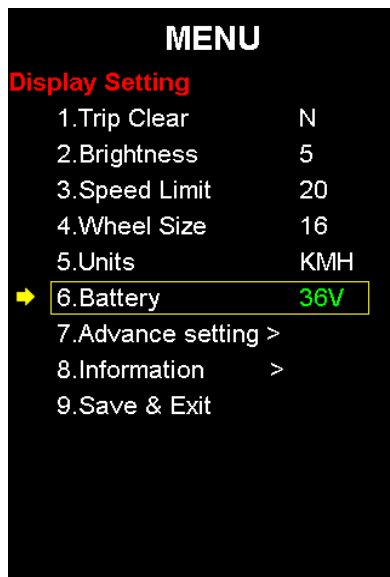 MENU
Display Setting
1.Trip Clear N
2.Brightness 5
3.Speed Limit 20
4.Wheel Size 16
5.Units KMH
6.Battery 36V
7.Advance setting >
8.Information >
9.Save & Exit